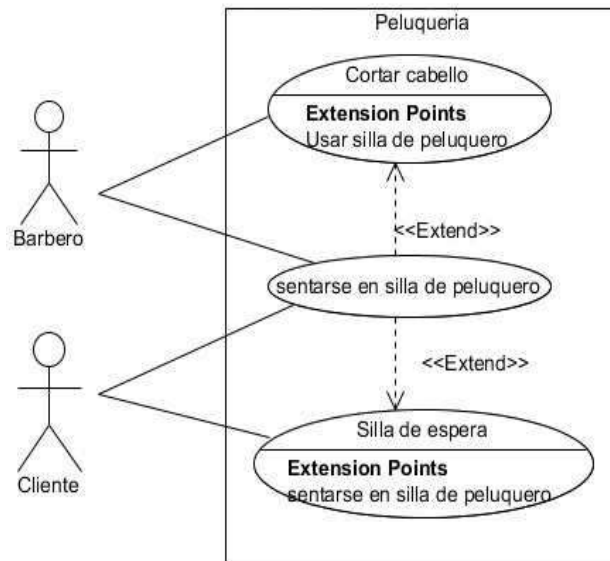 Peluqueria
Cortar cabello
Extension Points
Usar silla de peluquero
Barbero
<<Extend>>
sentarse en silla de peluquero
<<Extend>>
Cliente
Silla de espera
Extension Points
sentarse en silla de peluquero